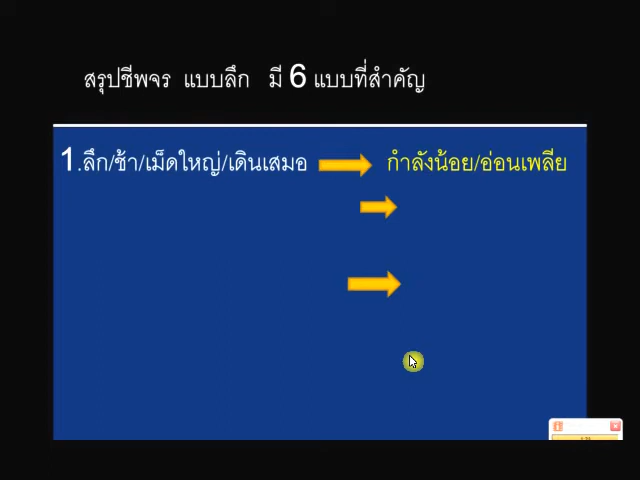 สรุปชีพจร แบบลึก มี 6 แบบที่สำคัญ
1.ลึก/ช้า/เม็ดใหญ่/เดินเสมอ กำลังน้อย/อ่อนเพลีย